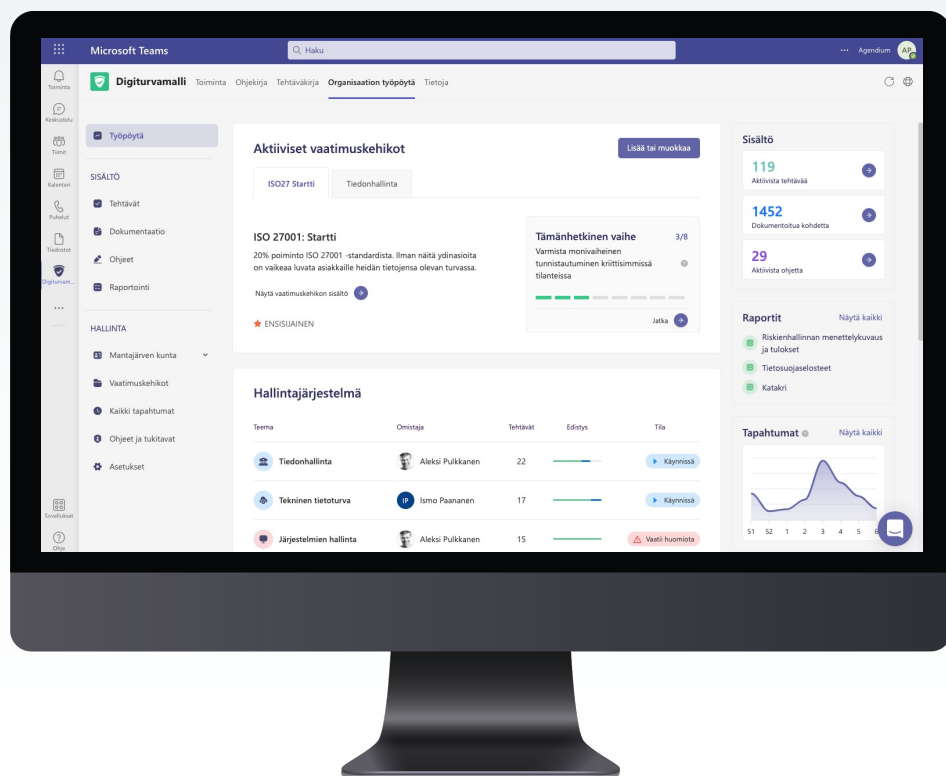 Microsoft Teams
Haku
Agendium
AP
Toiminta
Keskustelu
Tiimit
Kalenteri
Puhelut
Tiedostot
Digiturvam...
Sovellukset
Ohje
Digiturvamalli Toiminta Ohjekirja Tehtäväkirja Organisaation työpöytä Tietoja
Työpöytä
SISÄLTÖ
Tehtävät
Dokumentaatio
Ohjeet
Raportointi
HALLINTA
Mantajärven kunta
Vaatimuskehikot
Kaikki tapahtumat
Ohjeet ja tukitavat
Asetukset
Aktiiviset vaatimuskehikot
Lisää tai muokkaa
ISO27 Startti Tiedonhallinta
ISO 27001: Startti
20% poiminto ISO 27001 -standardista. Ilman näitä ydinasioita
on vaikeaa luvata asiakkaille heidän tietojensa olevan turvassa.
Näytä vaatimuskehikon sisältö
ENSISIJAINEN
Tämänhetkinen vaihe 3/8
Varmista monivaiheinen
tunnistautuminen kriittisimmissä
tilanteissa
Jatka
Hallintajärjestelmä
Teema Omistaja Tehtävät Edistys Tila
Tiedonhallinta Aleksi Pulkkanen 22 Käynnissä
Tekninen tietoturva IP Ismo Paananen 17 Käynnissä
Järjestelmien hallinta Aleksi Pulkkanen 15 Vaatii huomiota
Sisältö
119
Aktiivista tehtävää
1452
Dokumentoitua kohdetta
29
Aktiivista ohjetta
Raportit Näytä kaikki
Riskienhallinnan menettelykuvaus
ja tulokset
Tietosuojaselosteet
Katakri
Tapahtumat Näytä kaikki
51 52 1 2 3 4 5 6